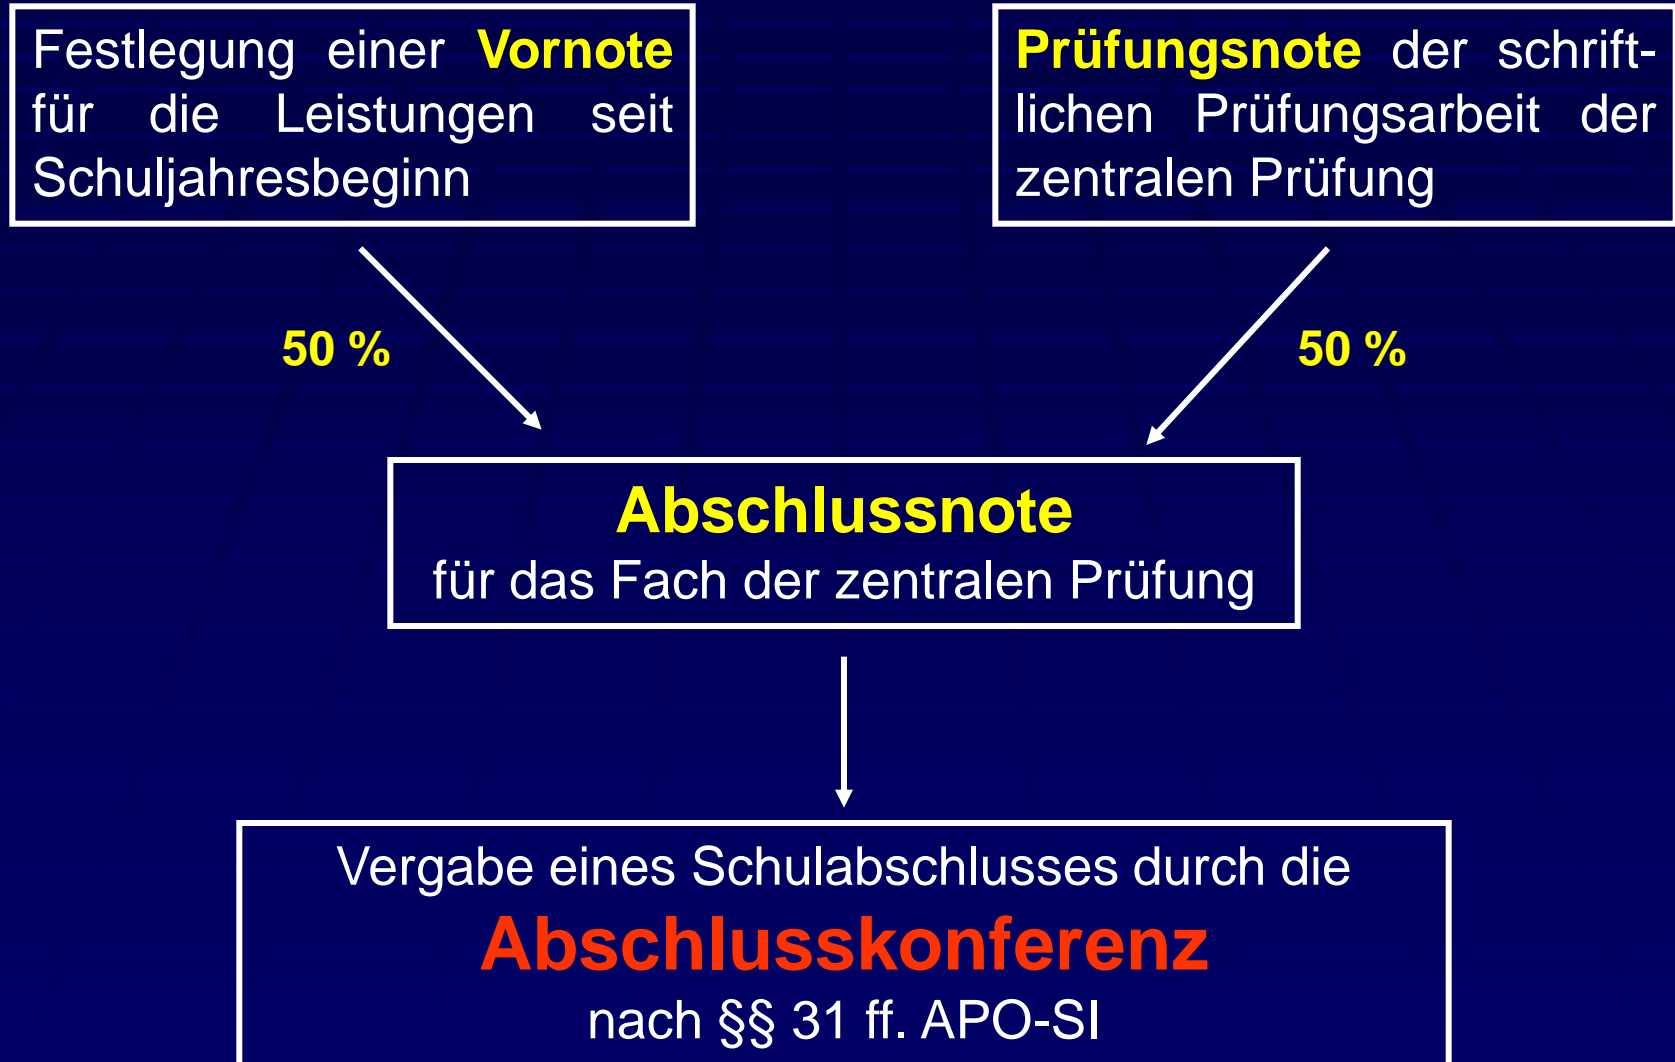 Festlegung einer Vornote
für die Leistungen seit
Schuljahresbeginn
Prüfungsnote der schrift-
lichen Prüfungsarbeit der
zentralen Prüfung
50 %
50 %
Abschlussnote
für das Fach der zentralen Prüfung
Vergabe eines Schulabschlusses durch die
Abschlusskonferenz
nach §§ 31 ff. APO-SI